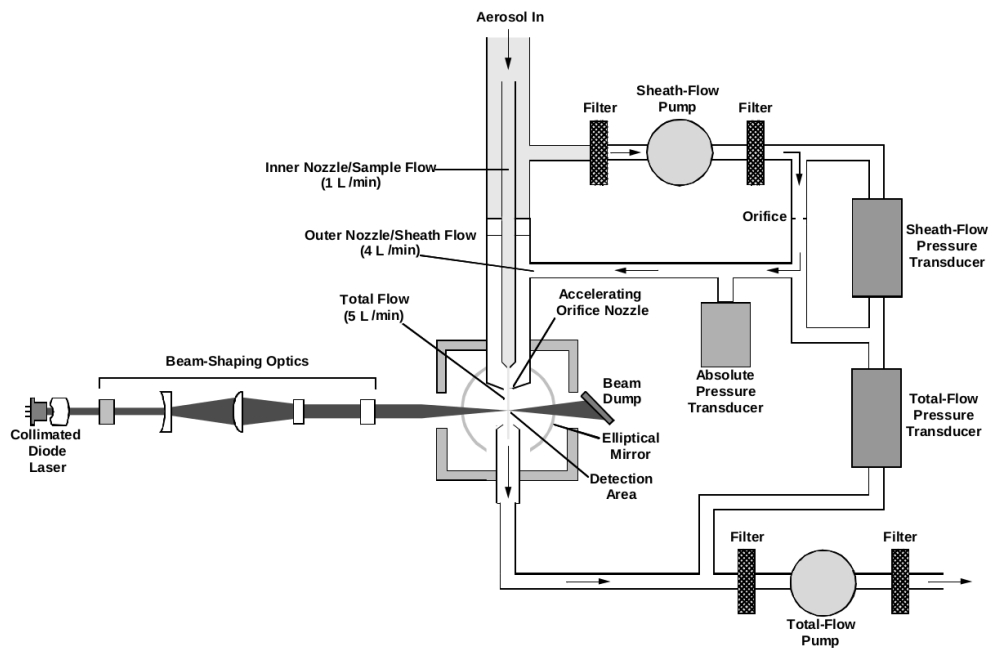 Aerosol In
Sheath-Flow
Pump
Filter
Filter
Inner Nozzle/Sample Flow
(1 L /min)
Orifice
Outer Nozzle/Sheath Flow
(4 L /min)
Sheath-Flow
Pressure
Transducer
Total Flow
(5 L /min)
Accelerating
Orifice Nozzle
Beam-Shaping Optics
Absolute
Pressure
Transducer
Beam
Dump
Total-Flow
Pressure
Transducer
Collimated
Diode
Laser
Elliptical
Mirror
Detection
Area
Filter
Filter
Total-Flow
Pump